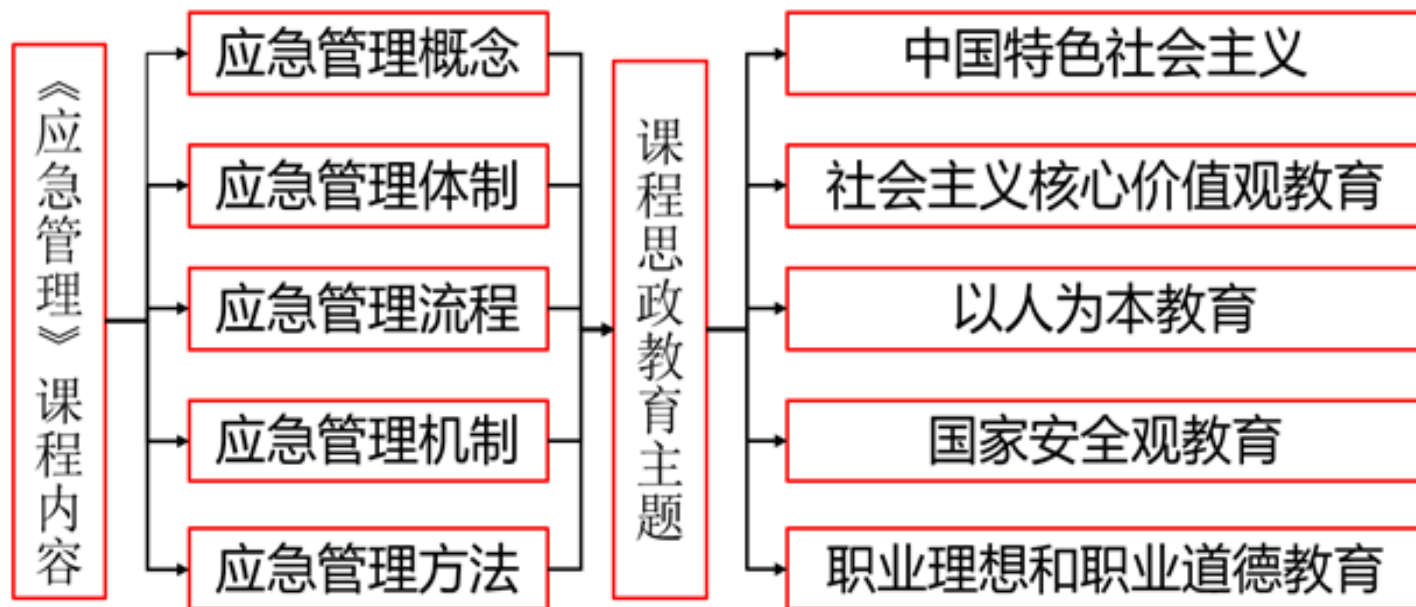 《应急管理》课程内容
应急管理概念
应急管理体制
应急管理流程
应急管理机制
应急管理方法
课程思政教育主题
中国特色社会主义
社会主义核心价值观教育
以人为本教育
国家安全观教育
职业理想和职业道德教育